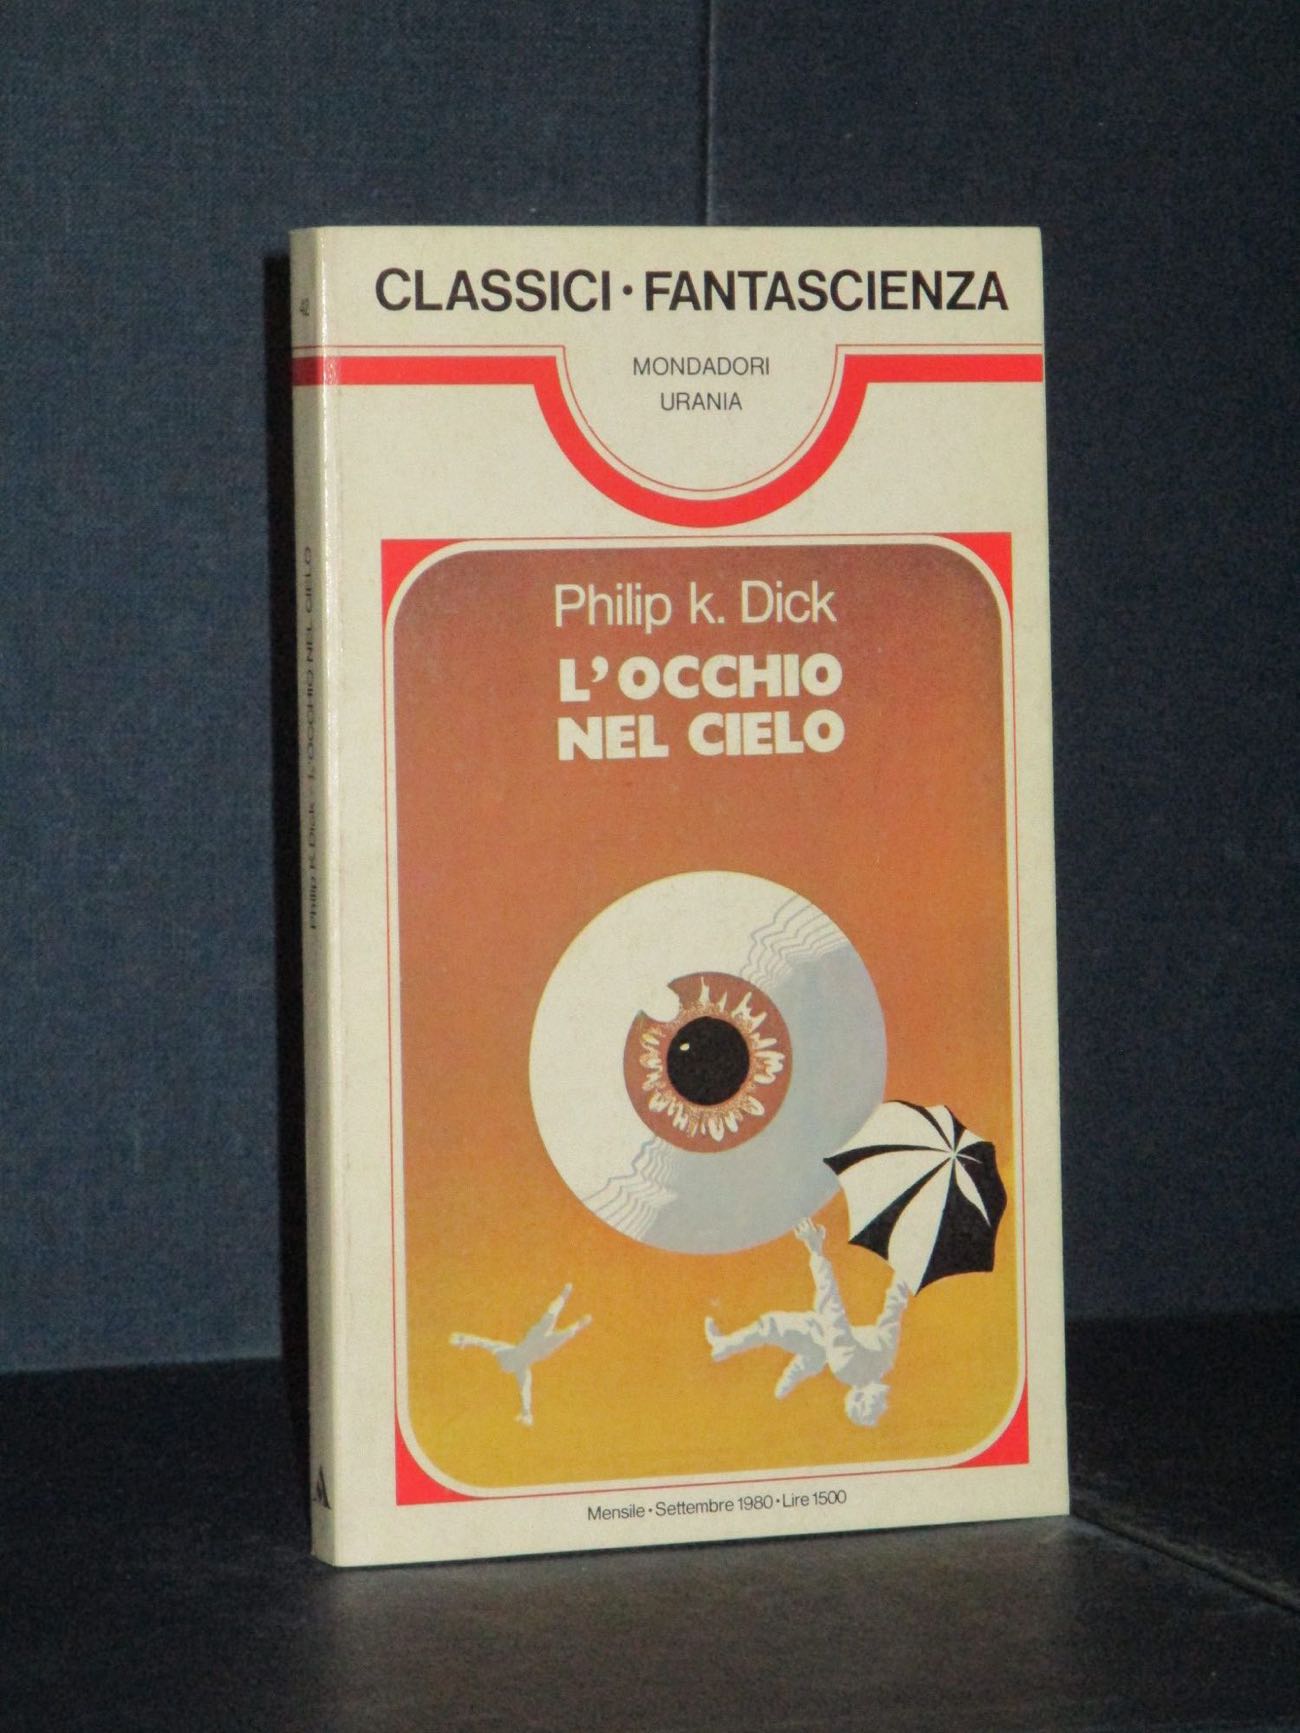 CLASSICI • FANTASCIENZA
MONDADORI
URANIA
Philip k. Dick
L'OCCHIO
NEL CIELO
Mensile • Settembre 1980 • Lire 1500
Philip K. Dick - L'OCCHIO NEL CIELO